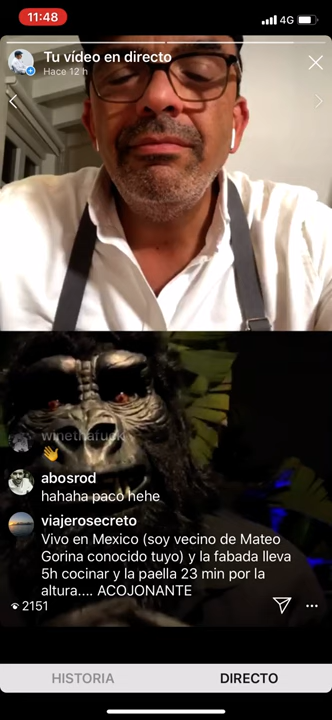 11:48
4G
Tu vídeo en directo
Hace 12 h
winethafuck
👋
abosrod
hahaha paco hehe
viajerosecreto
Vivo en Mexico (soy vecino de Mateo
Gorina conocido tuyo) y la fabada lleva
5h cocinar y la paella 23 min por la
altura.... ACOJONANTE
2151
HISTORIA
DIRECTO